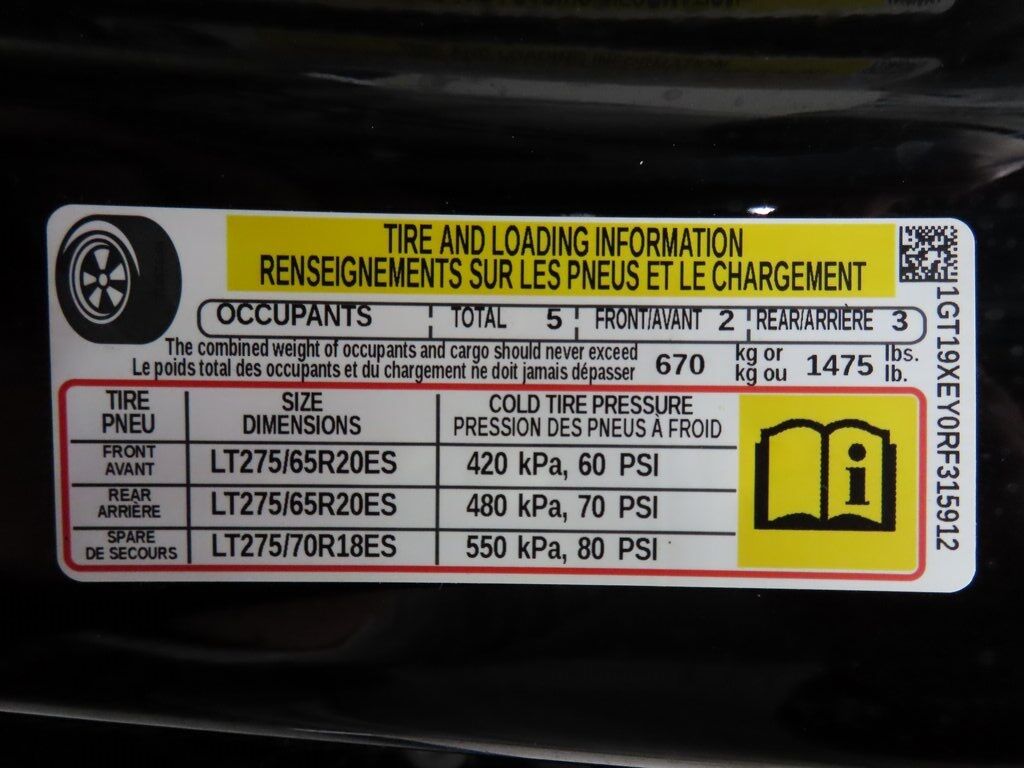 TIRE AND LOADING INFORMATION
RENSEIGNEMENTS SUR LES PNEUS ET LE CHARGEMENT
OCCUPANTS TOTAL 5 FRONT/AVANT 2 REAR/ARRIÈRE 3
The combined weight of occupants and cargo should never exceed 670 kg or 1475 lbs.
Le poids total des occupants et du chargement ne doit jamais dépasser kg ou lb.
TIRE SIZE COLD TIRE PRESSURE
PNEU DIMENSIONS PRESSION DES PNEUS À FROID
FRONT
AVANT LT275/65R20ES 420 kPa, 60 PSI
REAR
ARRIÈRE LT275/65R20ES 480 kPa, 70 PSI
SPARE
DE SECOURS LT275/70R18ES 550 kPa, 80 PSI
i
1GT19XEY0RF315912